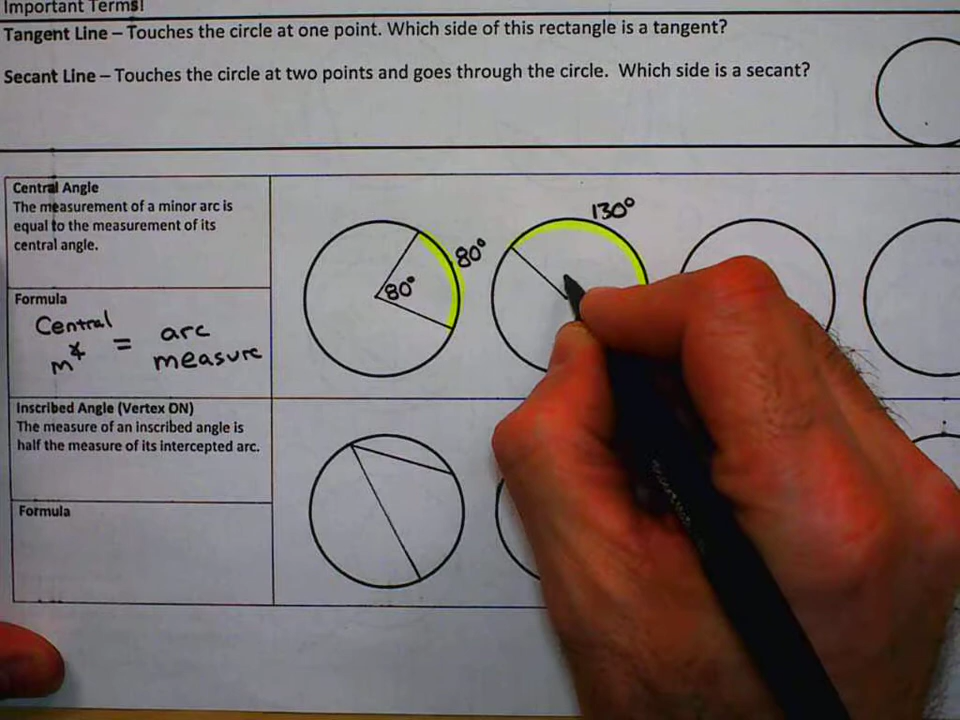 Important Terms!
Tangent Line – Touches the circle at one point. Which side of this rectangle is a tangent?
Secant Line – Touches the circle at two points and goes through the circle. Which side is a secant?
Central Angle
The measurement of a minor arc is
equal to the measurement of its
central angle.
Formula
Central
m∡ = arc
measure
80°
80°
130°
Inscribed Angle (Vertex ON)
The measure of an inscribed angle is
half the measure of its intercepted arc.
Formula